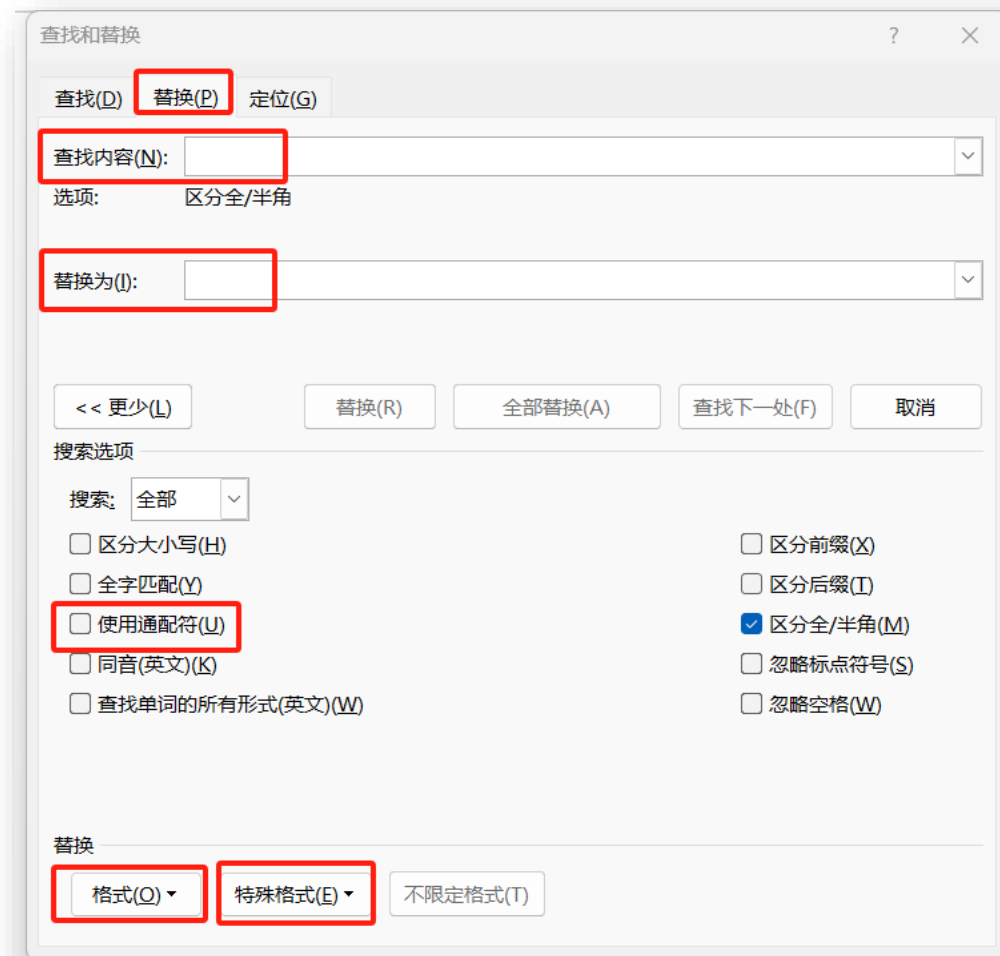 查找和替换 ?
查找(D) 替换(P) 定位(G)
查找内容(N):
选项: 区分全/半角
替换为(I):
<< 更少(L) 替换(R) 全部替换(A) 查找下一处(F) 取消
搜索选项
搜索: 全部
区分大小写(H) 区分前缀(X)
全字匹配(Y) 区分后缀(T)
使用通配符(U) 区分全/半角(M)
同音(英文)(K) 忽略标点符号(S)
查找单词的所有形式(英文)(W) 忽略空格(W)
替换
格式(O) 特殊格式(E) 不限定格式(T)